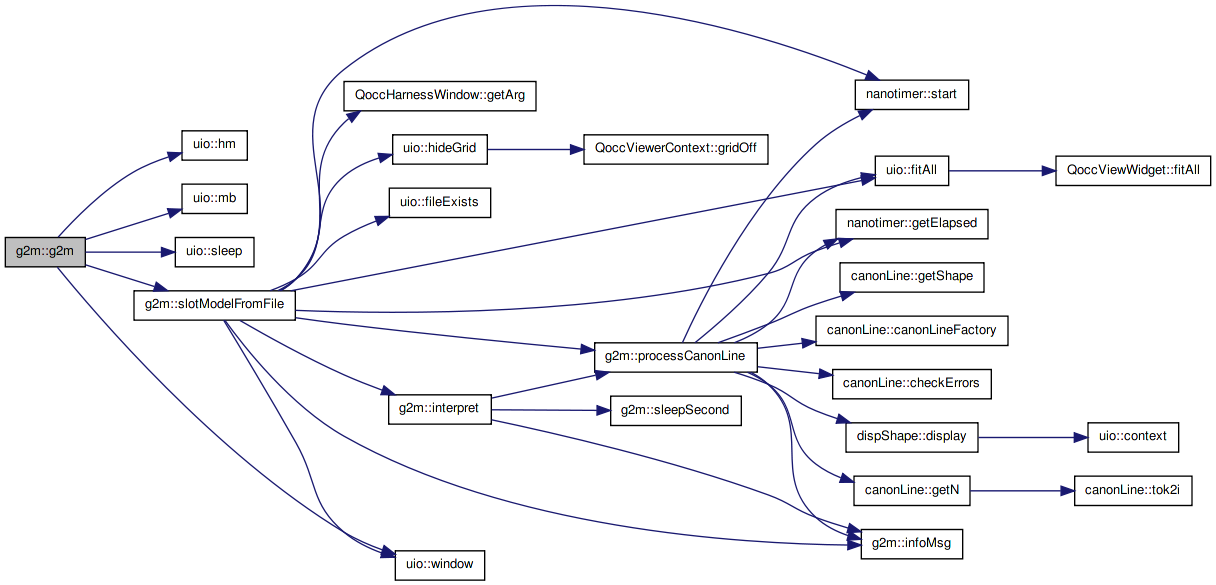 g2m::g2m
uio::hm
uio::mb
uio::sleep
g2m::slotModelFromFile
QoccHarnessWindow::getArg
uio::hideGrid
uio::fileExists
g2m::interpret
uio::window
QoccViewerContext::gridOff
g2m::processCanonLine
g2m::sleepSecond
nanotimer::start
uio::fitAll
nanotimer::getElapsed
canonLine::getShape
canonLine::canonLineFactory
canonLine::checkErrors
dispShape::display
canonLine::getN
g2m::infoMsg
QoccViewWidget::fitAll
uio::context
canonLine::tok2i